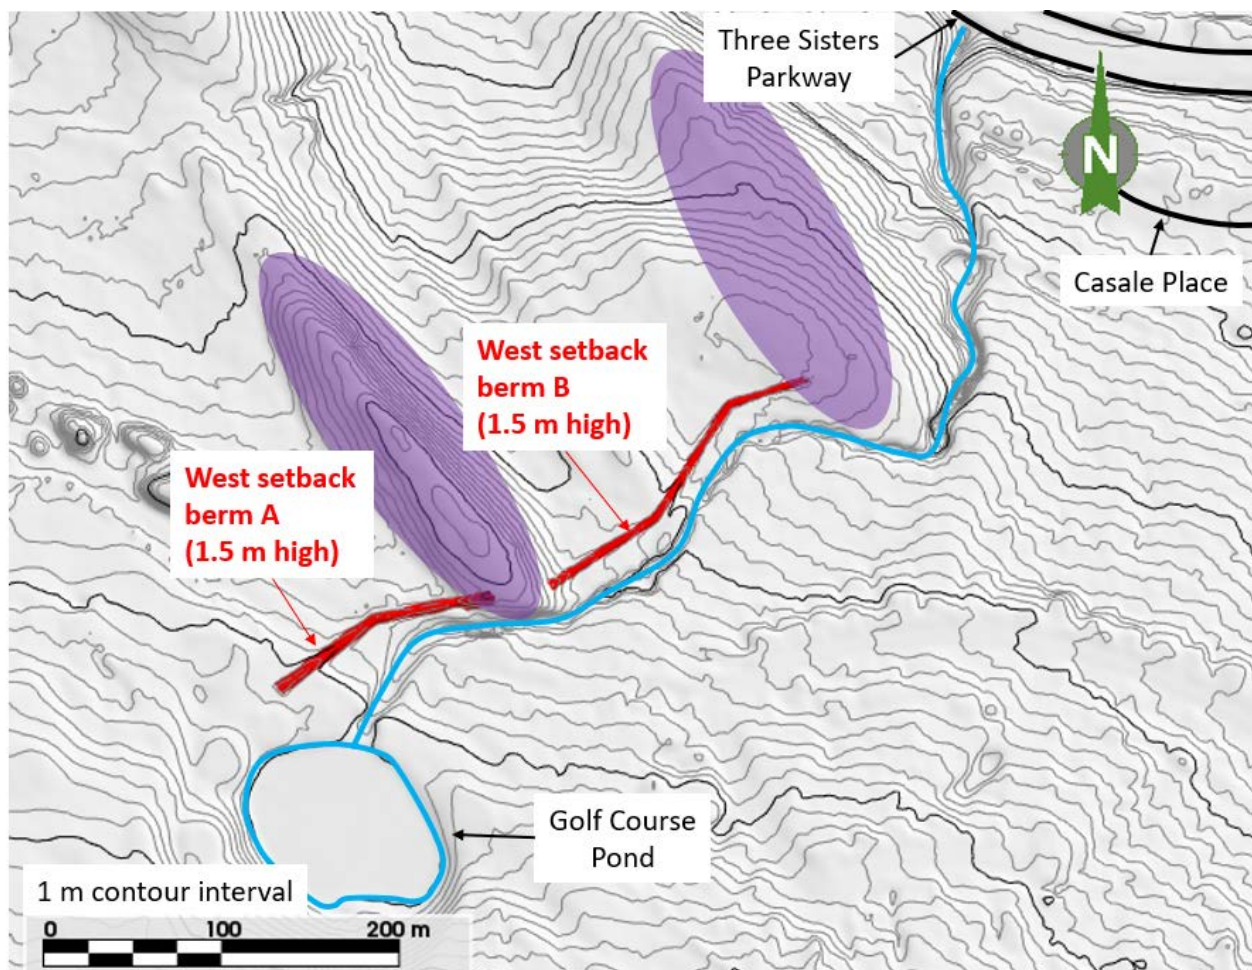 Three Sisters
Parkway
N
Casale Place
West setback
berm B
(1.5 m high)
West setback
berm A
(1.5 m high)
Golf Course
Pond
1 m contour interval
0 100 200 m